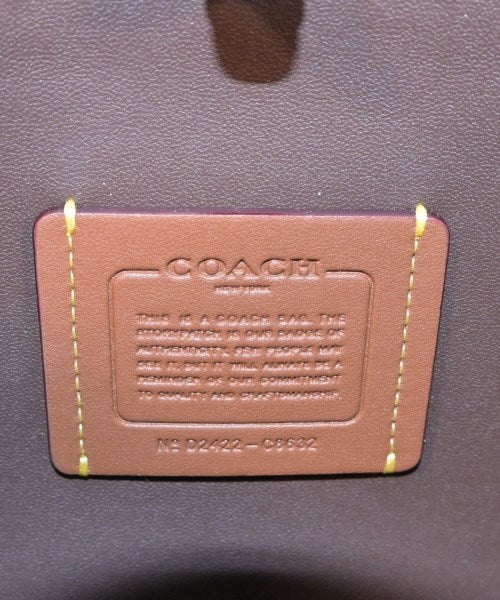 COACH
NEW YORK
THIS IS A COACH BAG. THE
STORYPATCH IS OUR BADGE OF
AUTHENTICITY. FEW PEOPLE MAY
SEE IT, BUT IT WILL ALWAYS BE A
REMINDER OF OUR COMMITMENT
TO QUALITY AND CRAFTSMANSHIP.
Nº D2422-C8632